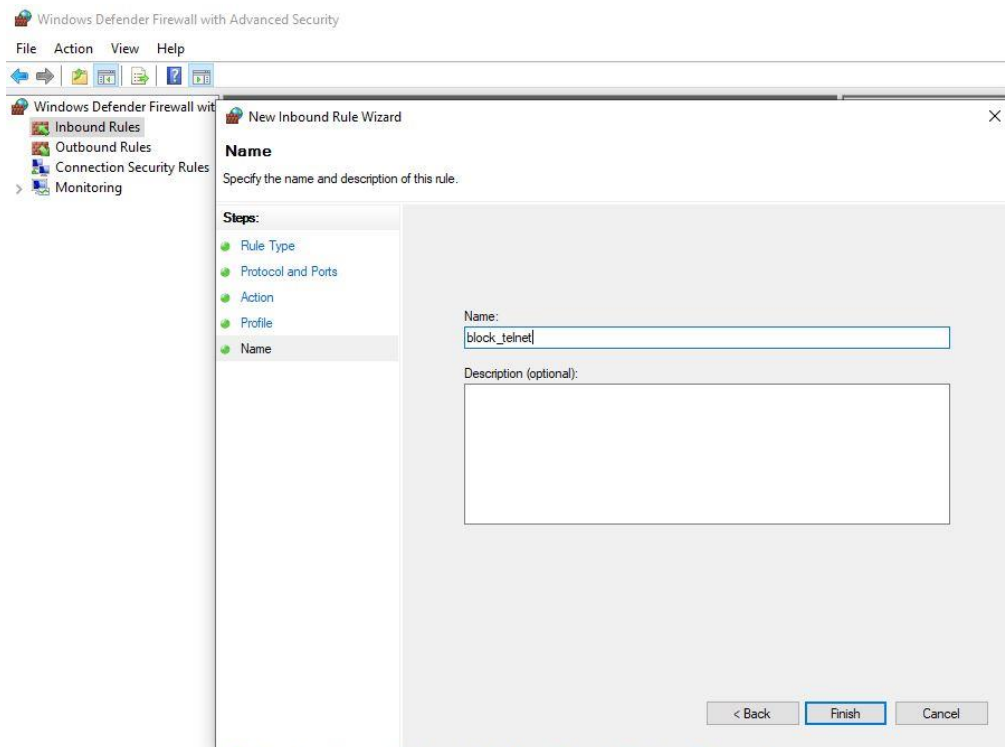 Windows Defender Firewall with Advanced Security
File Action View Help
Windows Defender Firewall wit
Inbound Rules
Outbound Rules
Connection Security Rules
Monitoring
New Inbound Rule Wizard
Name
Specify the name and description of this rule.
Steps:
Rule Type
Protocol and Ports
Action
Profile
Name
Name:
block_telnet
Description (optional):
< Back Finish Cancel